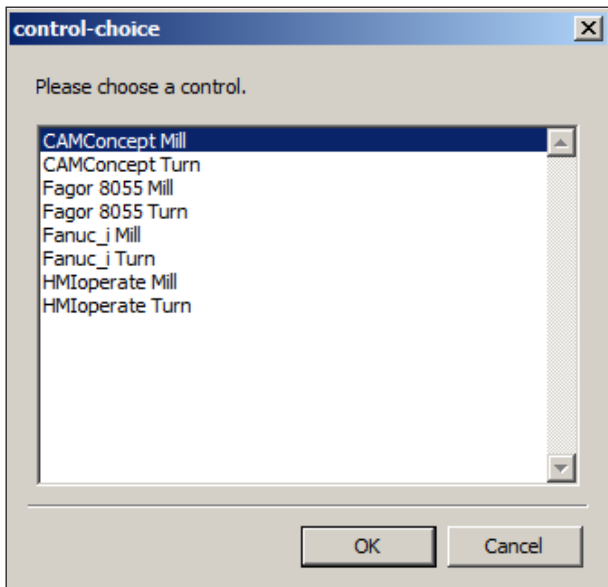 control-choice
Please choose a control.
CAMConcept Mill
CAMConcept Turn
Fagor 8055 Mill
Fagor 8055 Turn
Fanuc_i Mill
Fanuc_i Turn
HMIoperate Mill
HMIoperate Turn
OK Cancel